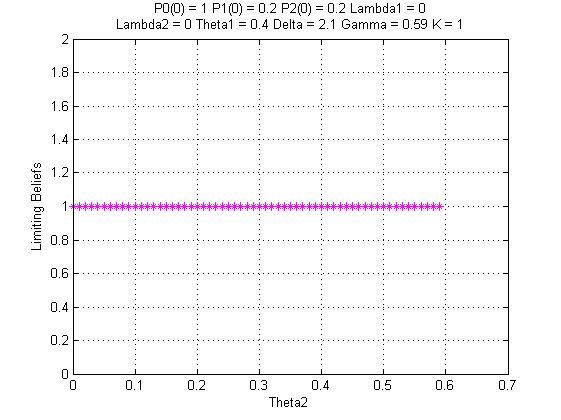 P0(0) = 1 P1(0) = 0.2 P2(0) = 0.2 Lambda1 = 0
Lambda2 = 0 Theta1 = 0.4 Delta = 2.1 Gamma = 0.59 K = 1
2
1.8
1.6
1.4
1.2
1
0.8
0.6
0.4
0.2
0
Limiting Beliefs
0 0.1 0.2 0.3 0.4 0.5 0.6 0.7
Theta2